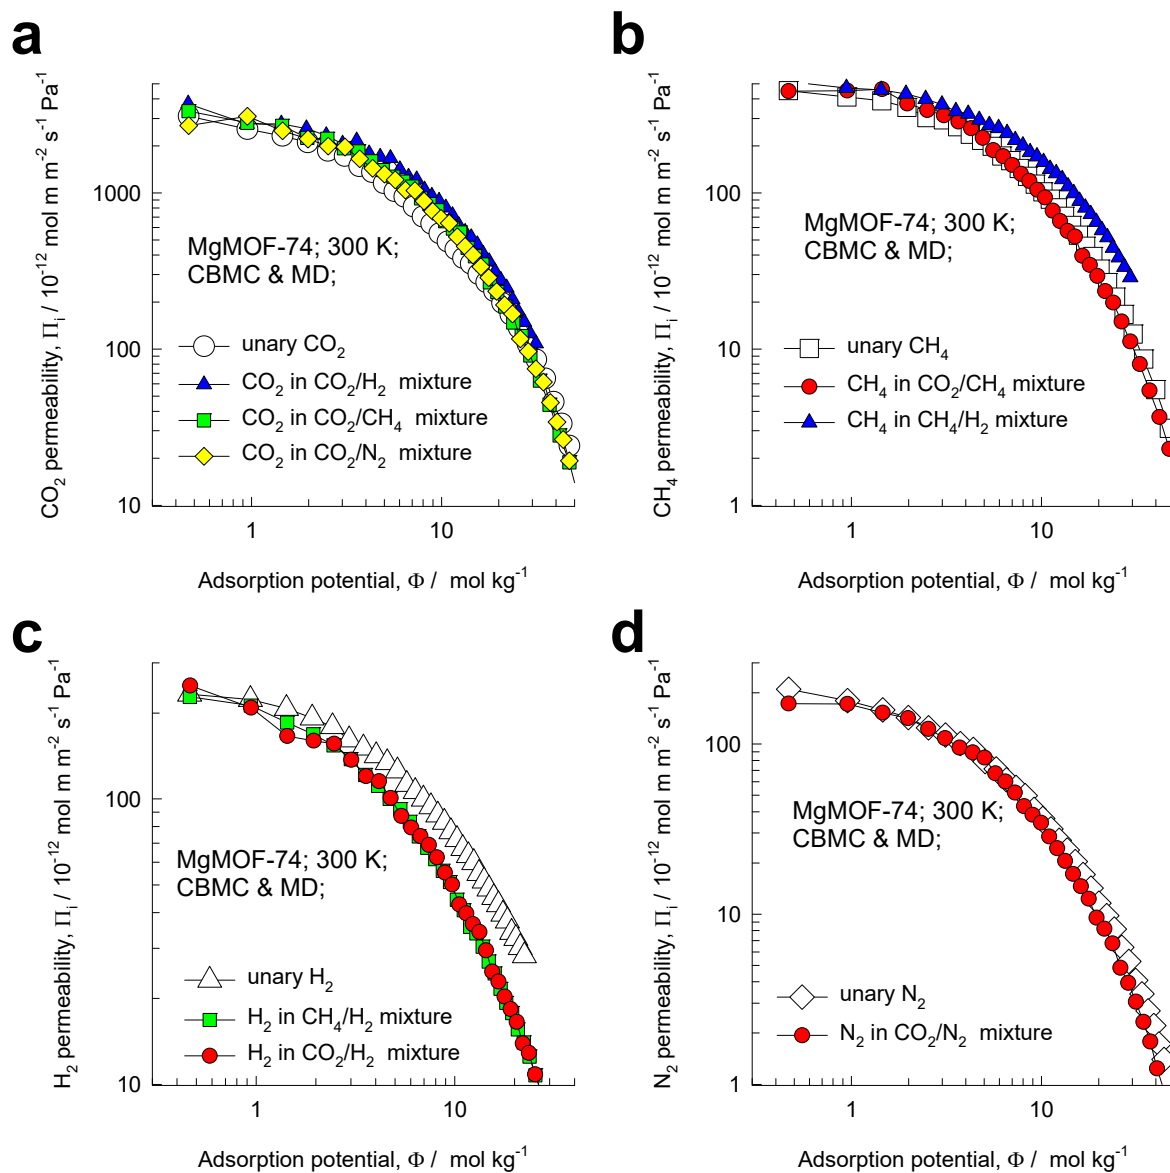 a
CO2 permeability, Πi / 10-12 mol m m-2 s-1 Pa-1
1000
100
10
MgMOF-74; 300 K;
CBMC & MD;
unary CO2
CO2 in CO2/H2 mixture
CO2 in CO2/CH4 mixture
CO2 in CO2/N2 mixture
1
10
Adsorption potential, Φ / mol kg-1
b
CH4 permeability, Πi / 10-12 mol m m-2 s-1 Pa-1
100
10
1
MgMOF-74; 300 K;
CBMC & MD;
unary CH4
CH4 in CO2/CH4 mixture
CH4 in CH4/H2 mixture
1
10
Adsorption potential, Φ / mol kg-1
c
H2 permeability, Πi / 10-12 mol m m-2 s-1 Pa-1
100
10
MgMOF-74; 300 K;
CBMC & MD;
unary H2
H2 in CH4/H2 mixture
H2 in CO2/H2 mixture
1
10
Adsorption potential, Φ / mol kg-1
d
N2 permeability, Πi / 10-12 mol m m-2 s-1 Pa-1
100
10
1
MgMOF-74; 300 K;
CBMC & MD;
unary N2
N2 in CO2/N2 mixture
1
10
Adsorption potential, Φ / mol kg-1